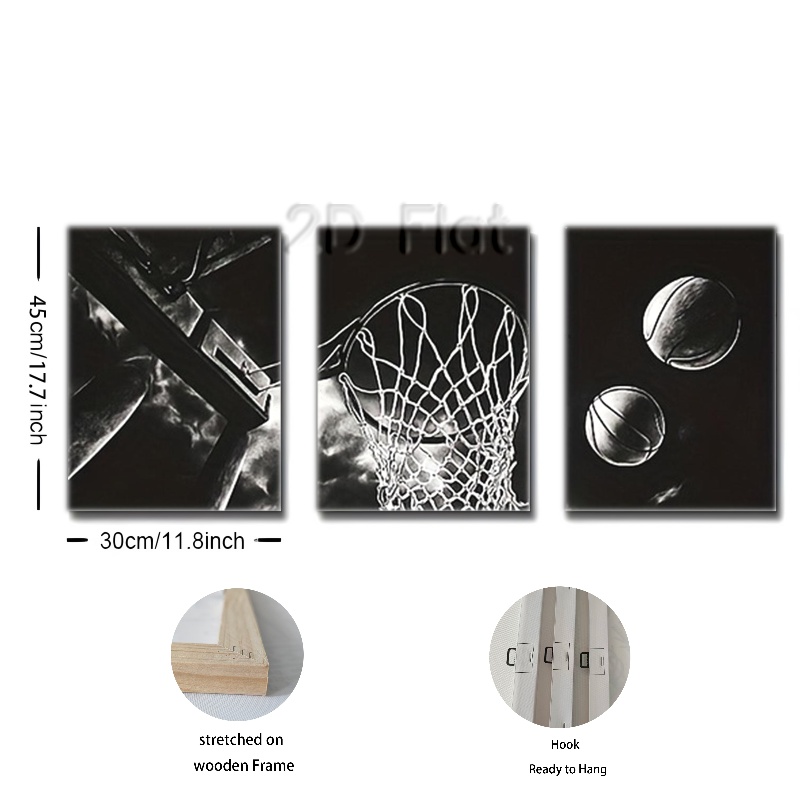 2D Flat
45cm/17.7inch
30cm/11.8inch
stretched on
wooden Frame
Hook
Ready to Hang